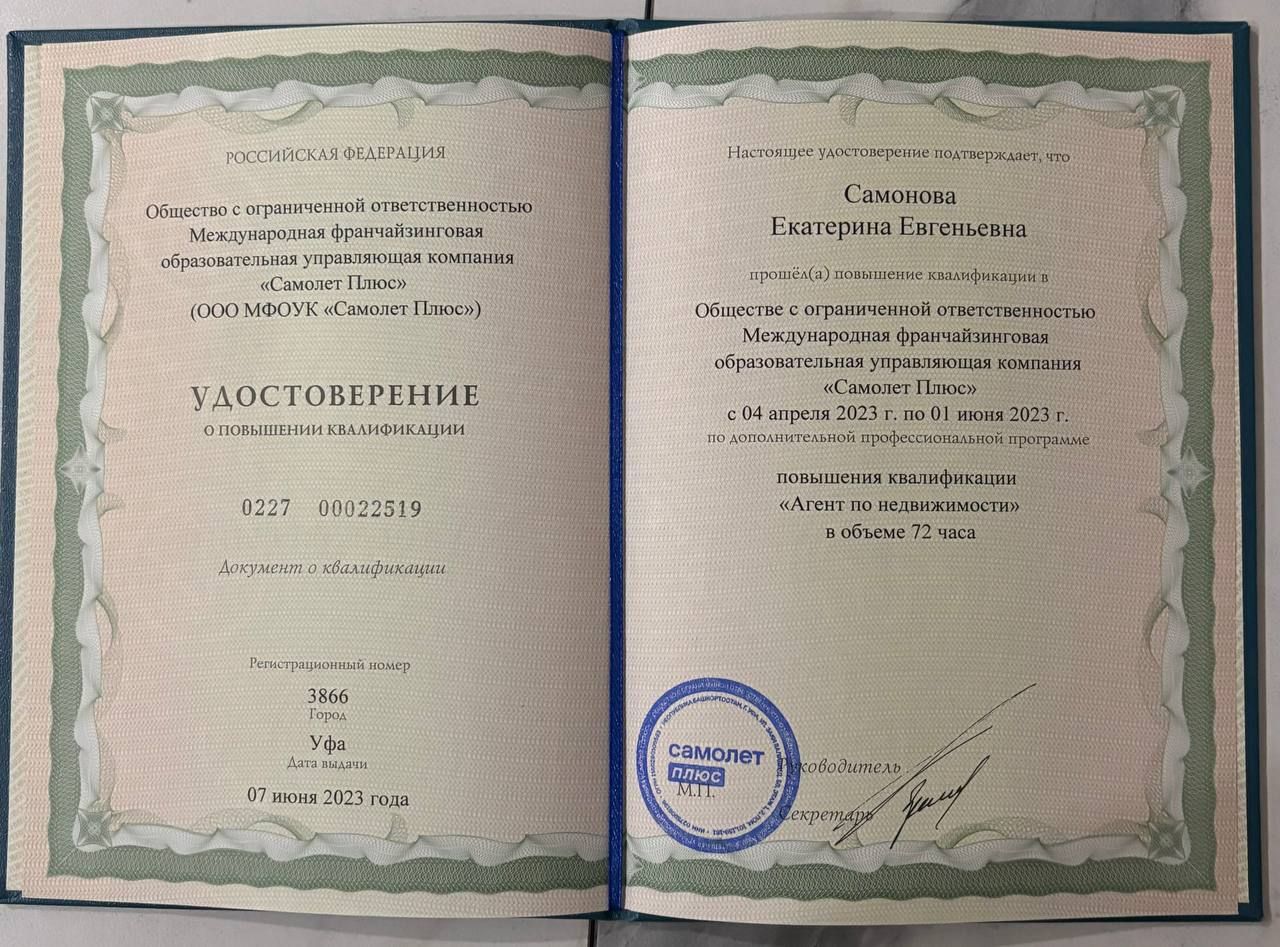 РОССИЙСКАЯ ФЕДЕРАЦИЯ
Общество с ограниченной ответственностью
Международная франчайзинговая
образовательная управляющая компания
«Самолет Плюс»
(ООО МФОУК «Самолет Плюс»)
УДОСТОВЕРЕНИЕ
О ПОВЫШЕНИИ КВАЛИФИКАЦИИ
0227 00022519
Документ о квалификации
Регистрационный номер
3866
Город
Уфа
Дата выдачи
07 июня 2023 года
Настоящее удостоверение подтверждает, что
Самонова
Екатерина Евгеньевна
прошёл(а) повышение квалификации в
Обществе с ограниченной ответственностью
Международная франчайзинговая
образовательная управляющая компания
«Самолет Плюс»
с 04 апреля 2023 г. по 01 июня 2023 г.
по дополнительной профессиональной программе
повышения квалификации
«Агент по недвижимости»
в объеме 72 часа
самолет
плюс
М.П.
Руководитель
Секретарь